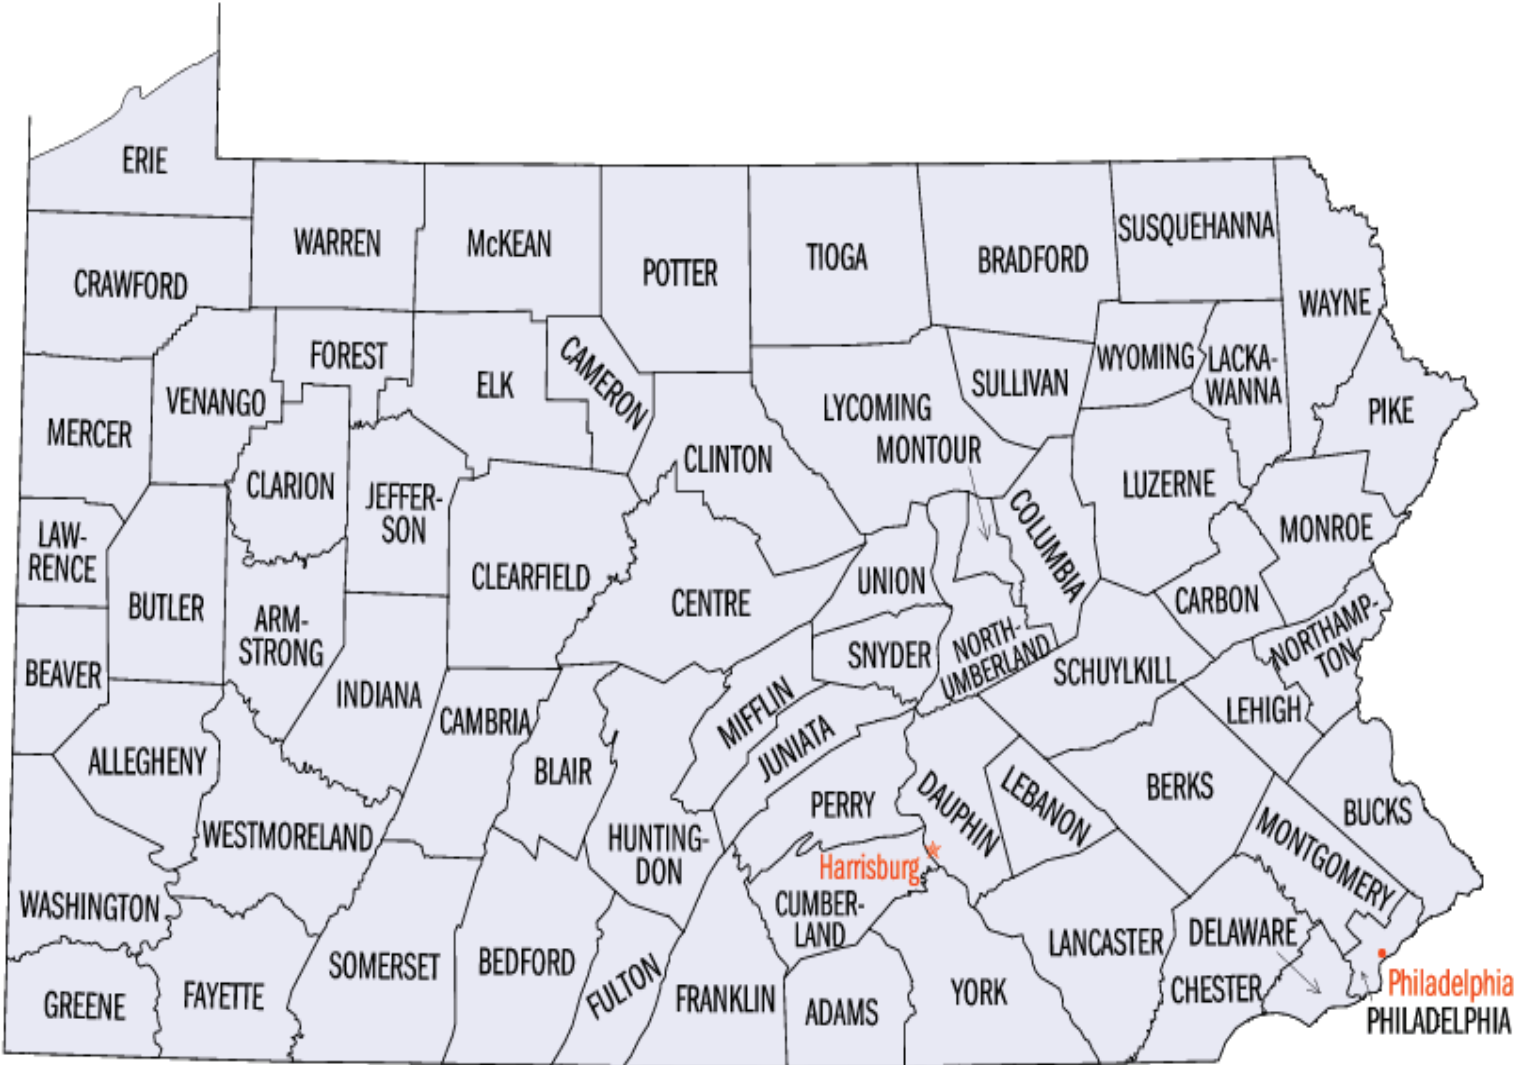 ERIE
WARREN
McKEAN
SUSQUEHANNA
CRAWFORD
POTTER
TIOGA
BRADFORD
WAYNE
FOREST
CAMERON
WYOMING
LACKA-
WANNA
VENANGO
ELK
SULLIVAN
MERCER
LYCOMING
PIKE
MONTOUR
CLINTON
CLARION
JEFFER-
SON
LUZERNE
COLUMBIA
MONROE
LAW-
RENCE
CLEARFIELD
UNION
BUTLER
CENTRE
CARBON
ARM-
STRONG
SNYDER
NORTH-
UMBERLAND
NORTHAMP-
TON
BEAVER
SCHUYLKILL
INDIANA
CAMBRIA
MIFFLIN
LEHIGH
JUNIATA
ALLEGHENY
BLAIR
BERKS
PERRY
DAUPHIN
LEBANON
BUCKS
WESTMORELAND
HUNTING-
DON
MONTGOMERY
Harrisburg
WASHINGTON
CUMBER-
LAND
LANCASTER
DELAWARE
SOMERSET
BEDFORD
FULTON
Philadelphia
GREENE
FAYETTE
FRANKLIN
ADAMS
YORK
CHESTER
PHILADELPHIA